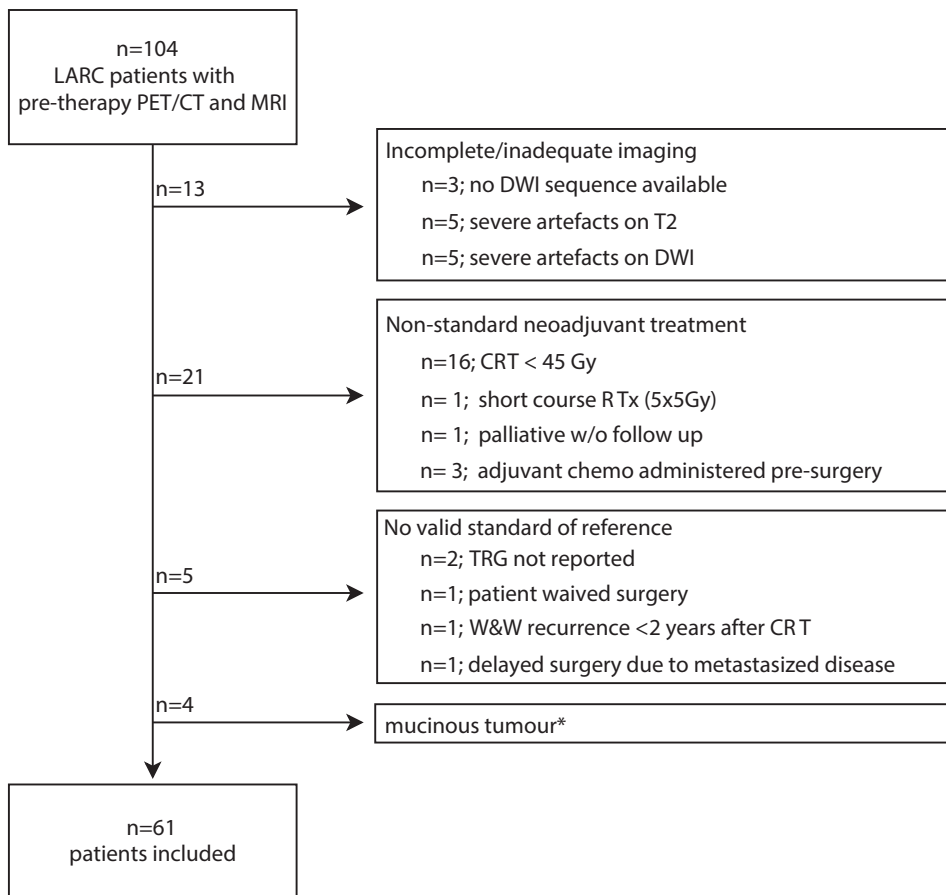 n=104
LARC patients with
pre-therapy PET/CT and MRI
n=13
Incomplete/inadequate imaging
n=3; no DWI sequence available
n=5; severe artefacts on T2
n=5; severe artefacts on DWI
n=21
Non-standard neoadjuvant treatment
n=16; CRT < 45 Gy
n= 1; short course RTx (5x5Gy)
n= 1; palliative w/o follow up
n= 3; adjuvant chemo administered pre-surgery
n=5
No valid standard of reference
n=2; TRG not reported
n=1; patient waived surgery
n=1; W&W recurrence <2 years after CRT
n=1; delayed surgery due to metastasized disease
n=4
mucinous tumour*
n=61
patients included